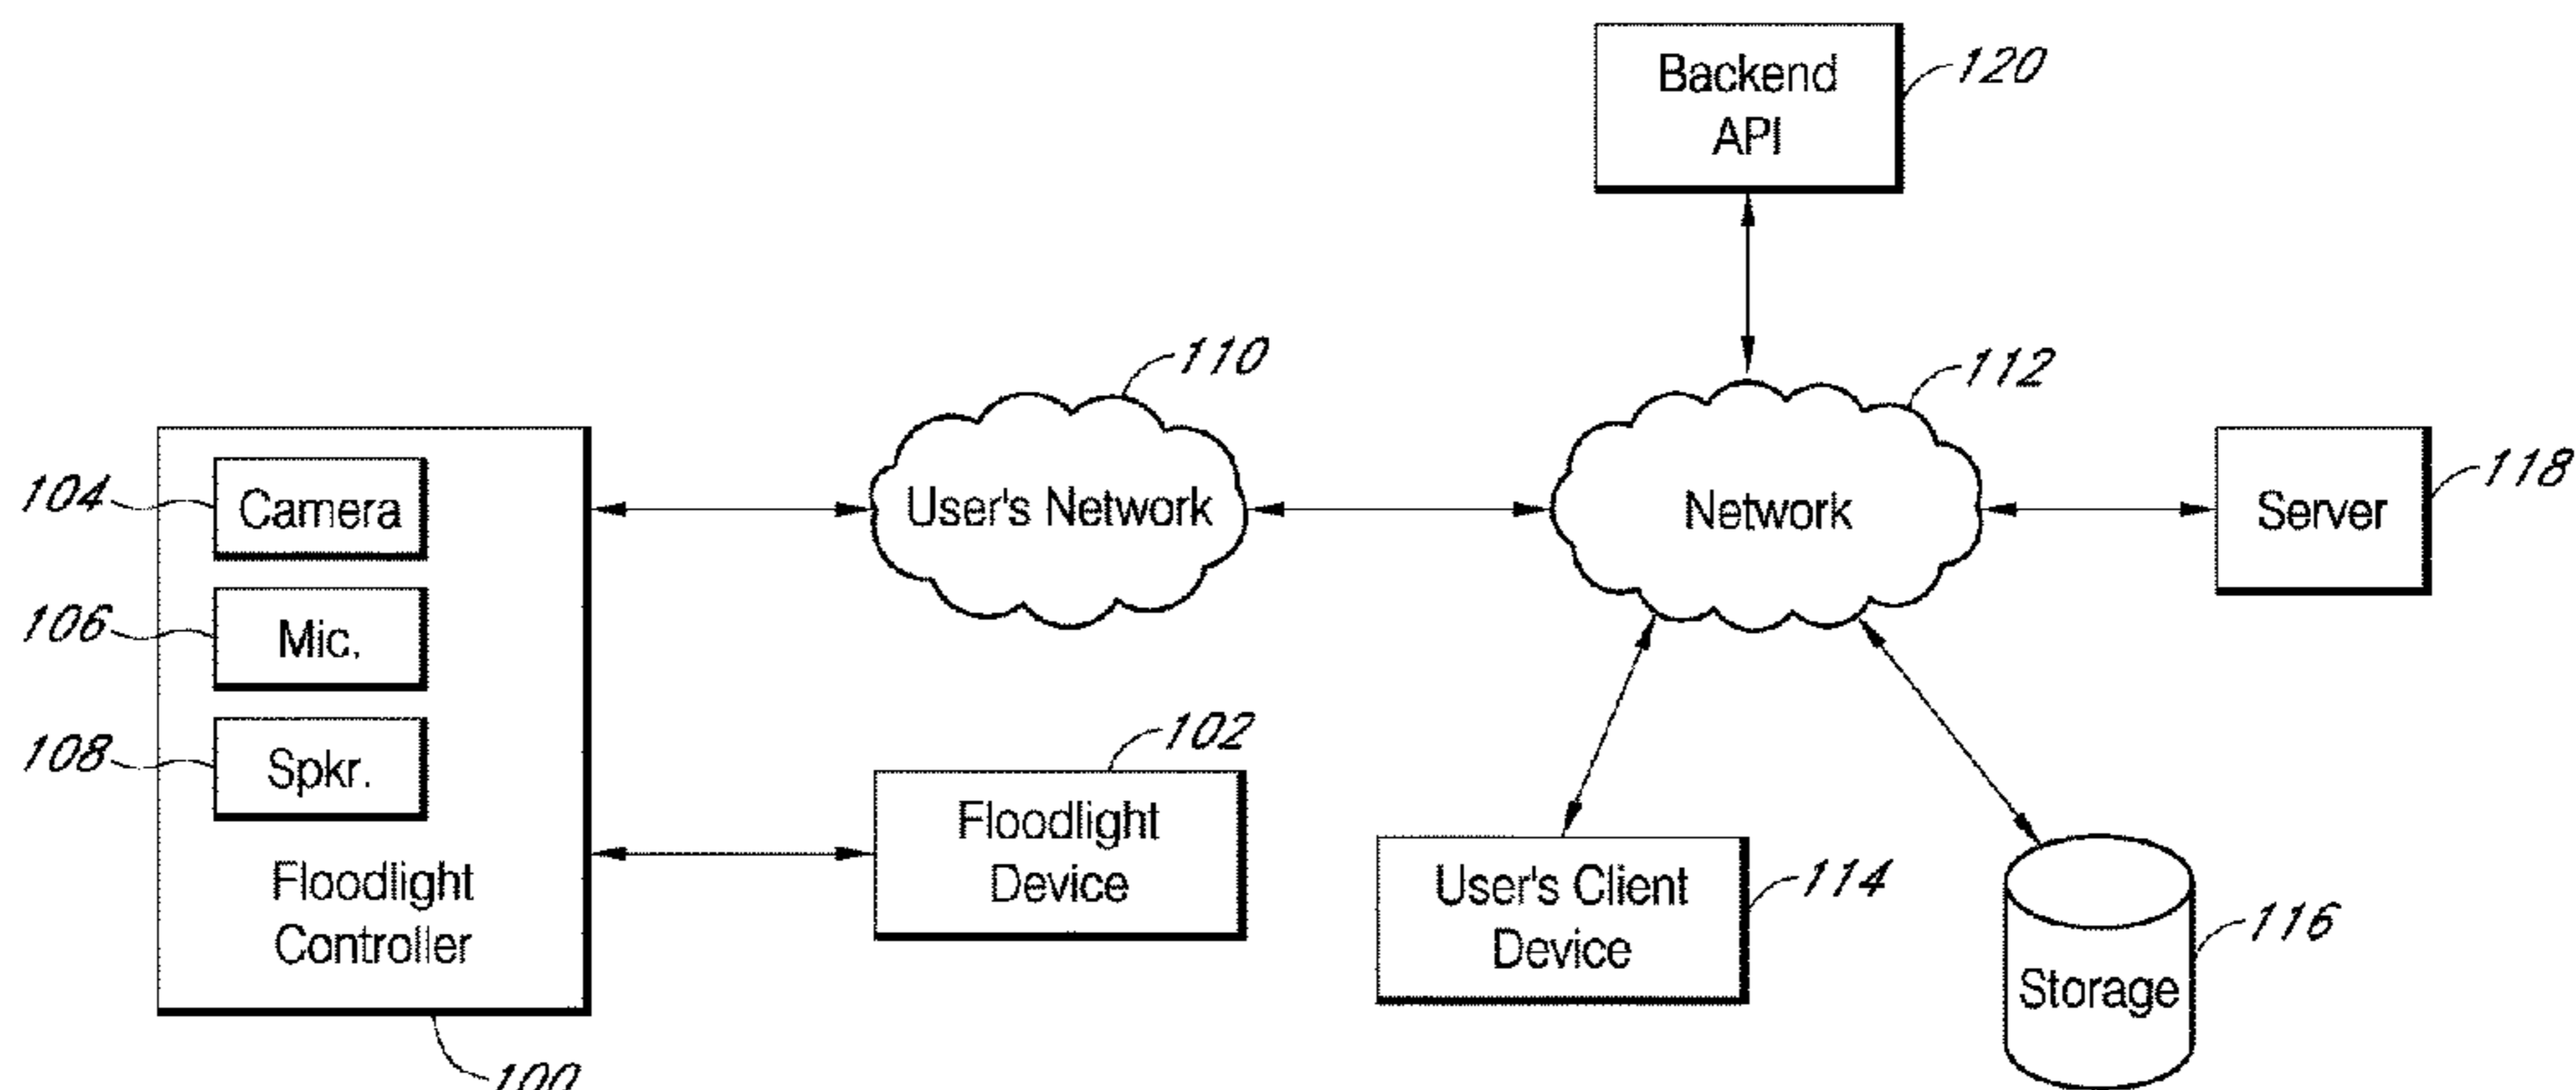 Backend
API
120
110
112
104
Camera
User's Network
Network
Server
118
106
Mic.
108
Spkr.
102
Floodlight
Device
Floodlight
Controller
User's Client
Device
114
116
Storage
100